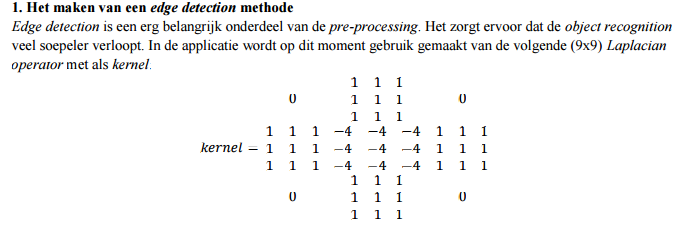 1. Het maken van een edge detection methode
Edge detection is een erg belangrijk onderdeel van de pre-processing. Het zorgt ervoor dat de object recognition
veel soepeler verloopt. In de applicatie wordt op dit moment gebruik gemaakt van de volgende (9x9) Laplacian
operator met als kernel.
1 1 1
0 1 1 1 0
1 1 1
1 1 1 −4 −4 −4 1 1 1
kernel = 1 1 1 −4 −4 −4 1 1 1
1 1 1 −4 −4 −4 1 1 1
1 1 1
0 1 1 1 0
1 1 1